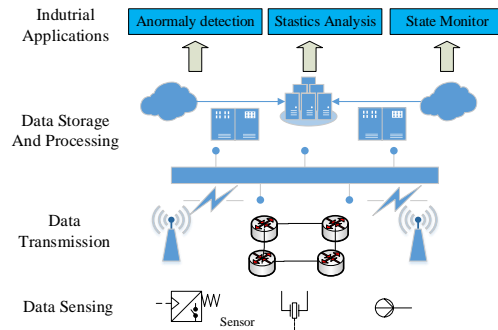 Indutrial
Applications
Anormaly detection
Stastics Analysis
State Monitor
Data Storage
And Processing
Data
Transmission
Data Sensing
Sensor